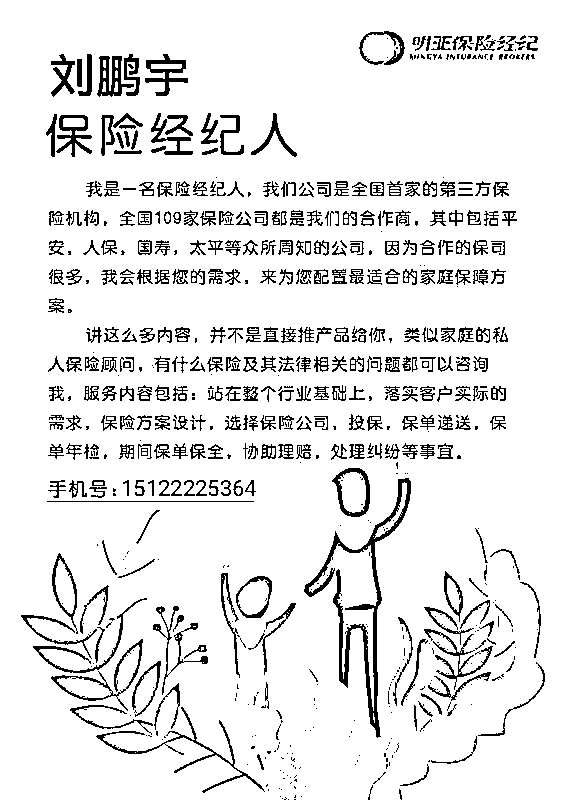 明亚保险经纪
MINGYA INSURANCE BROKERS
刘鹏宇
保险经纪人
我是一名保险经纪人，我们公司是全国首家的第三方保
险机构，全国109家保险公司都是我们的合作商，其中包括平
安，人保，国寿，太平等众所周知的公司，因为合作的保司
很多，我会根据您的需求，来为您配置最适合的家庭保障方
案。
讲这么多内容，并不是直接推产品给你，类似家庭的私
人保险顾问，有什么保险及其法律相关的问题都可以咨询
我，服务内容包括：站在整个行业基础上，落实客户实际的
需求，保险方案设计，选择保险公司，投保，保单递送，保
单年检，期间保单保全，协助理赔，处理纠纷等事宜。
手机号：15122225364